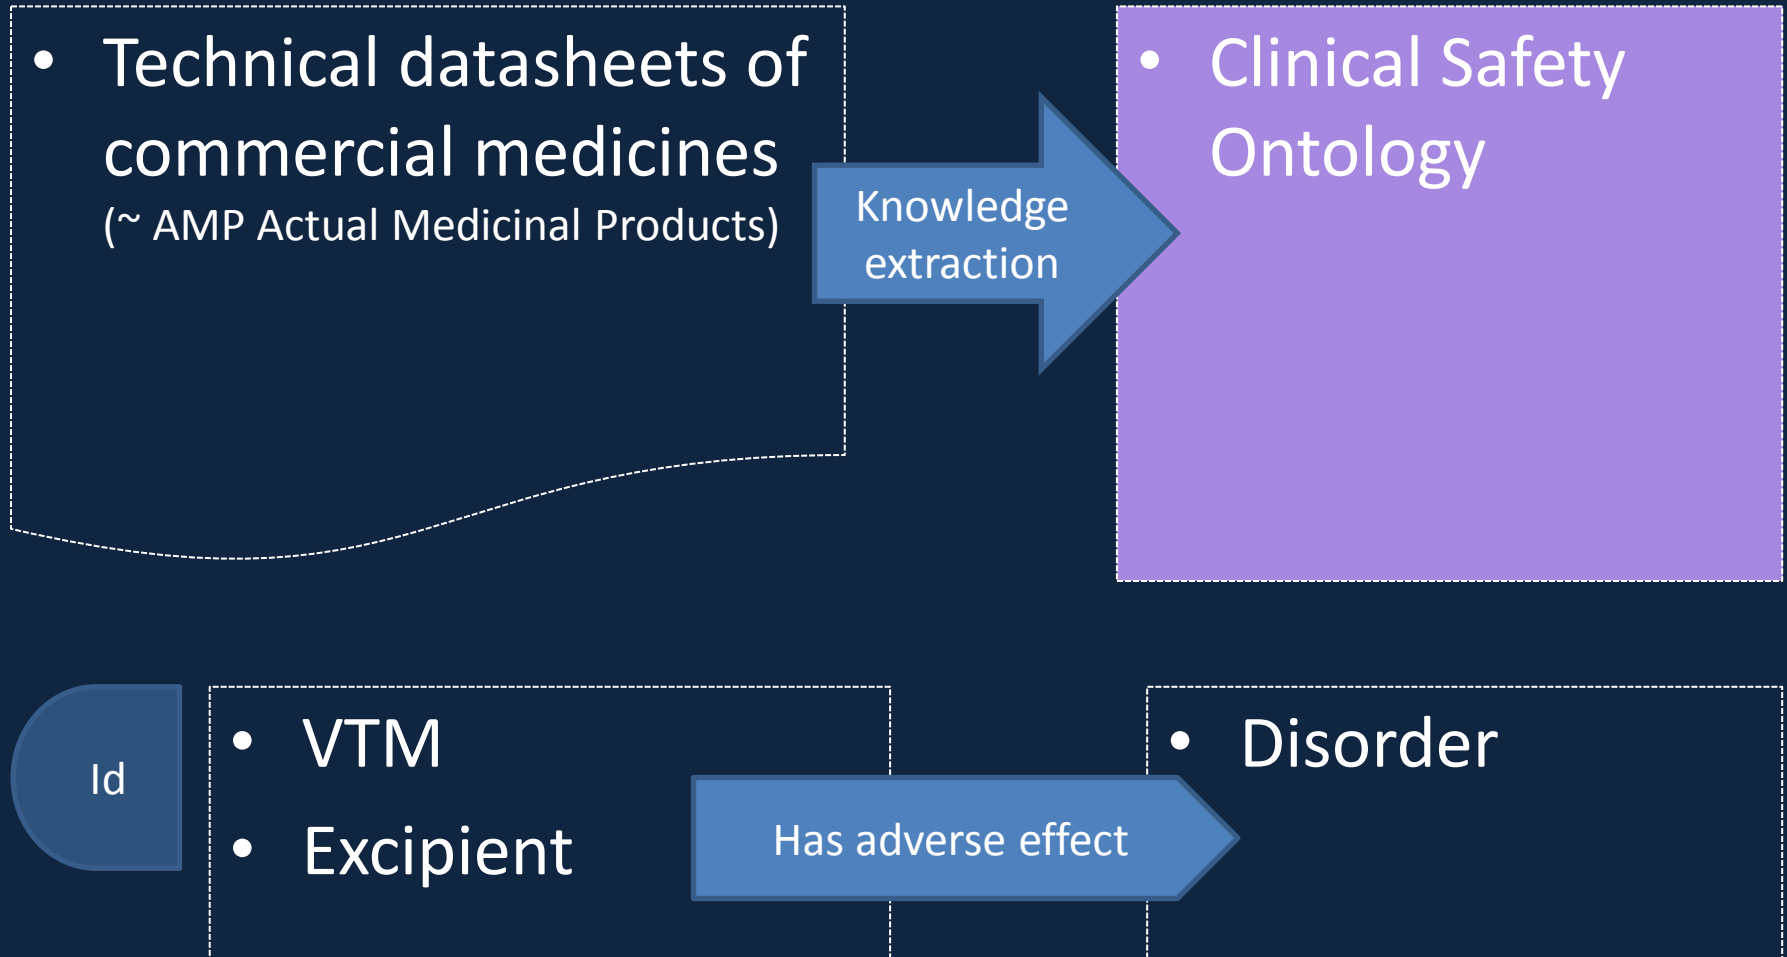 • Technical datasheets of
commercial medicines
(~ AMP Actual Medicinal Products)
Knowledge
extraction
• Clinical Safety
Ontology
Id
• VTM
• Excipient
Has adverse effect
• Disorder